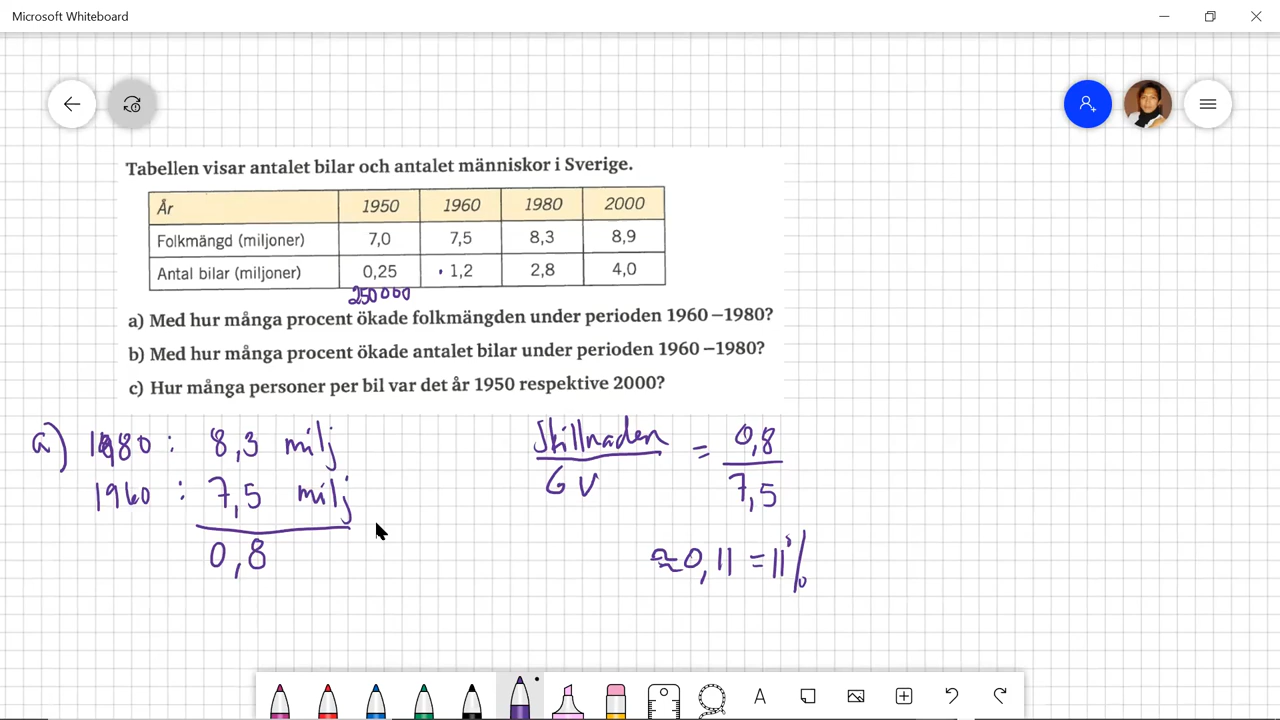 Microsoft Whiteboard
Tabellen visar antalet bilar och antalet människor i Sverige.
År 1950 1960 1980 2000
Folkmängd (miljoner) 7,0 7,5 8,3 8,9
Antal bilar (miljoner) 0,25 1,2 2,8 4,0
250000
a) Med hur många procent ökade folkmängden under perioden 1960–1980?
b) Med hur många procent ökade antalet bilar under perioden 1960–1980?
c) Hur många personer per bil var det år 1950 respektive 2000?
a) 1980 : 8,3 milj
1960 : 7,5 milj
0,8
Skillnaden = 0,8
GV 7,5
≈0,11 = 11%
A